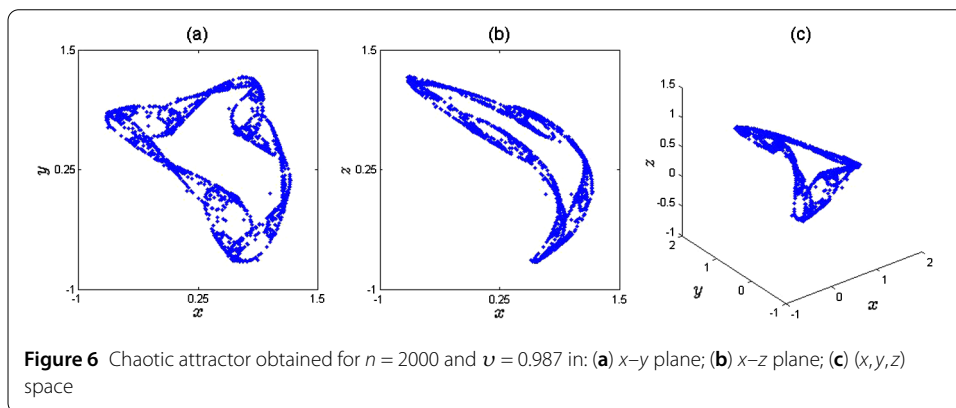 (a)
(b)
(c)
1.5
y
0.25
-1
-1
0.25
x
1.5
1.5
z
0.25
-1
-1
0.25
x
1.5
1.5
1
0.5
z
0
-0.5
-1
2
1
y
0
-1
-1
0
x
1
2
Figure 6 Chaotic attractor obtained for n = 2000 and υ = 0.987 in: (a) x–y plane; (b) x–z plane; (c) (x, y, z)
space